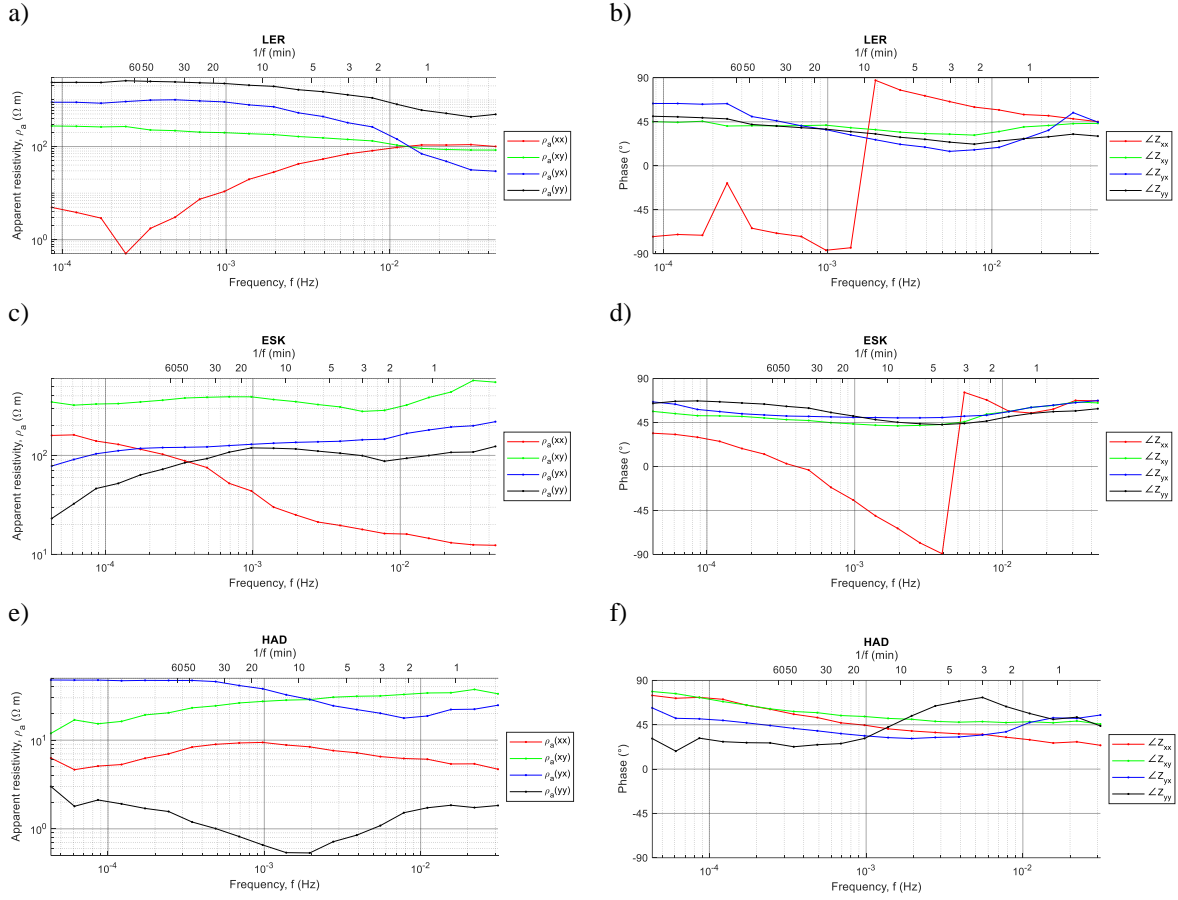 a)
LER
1/f (min)
60 50 30 20 10 5 3 2 1
Apparent resistivity, ρa (Ω m)
10^2
10^0
10^-4 10^-3 10^-2
Frequency, f (Hz)
ρa(xx)
ρa(xy)
ρa(yx)
ρa(yy)
b)
LER
1/f (min)
60 50 30 20 10 5 3 2 1
Phase (°)
90
45
0
-45
-90
10^-4 10^-3 10^-2
Frequency, f (Hz)
∠Zxx
∠Zxy
∠Zyx
∠Zyy
c)
ESK
1/f (min)
60 50 30 20 10 5 3 2 1
Apparent resistivity, ρa (Ω m)
10^2
10^1
10^-4 10^-3 10^-2
Frequency, f (Hz)
ρa(xx)
ρa(xy)
ρa(yx)
ρa(yy)
d)
ESK
1/f (min)
60 50 30 20 10 5 3 2 1
Phase (°)
90
45
0
-45
-90
10^-4 10^-3 10^-2
Frequency, f (Hz)
∠Zxx
∠Zxy
∠Zyx
∠Zyy
e)
HAD
1/f (min)
60 50 30 20 10 5 3 2 1
Apparent resistivity, ρa (Ω m)
10^1
10^0
10^-4 10^-3 10^-2
Frequency, f (Hz)
ρa(xx)
ρa(xy)
ρa(yx)
ρa(yy)
f)
HAD
1/f (min)
60 50 30 20 10 5 3 2 1
Phase (°)
90
45
0
-45
-90
10^-4 10^-3 10^-2
Frequency, f (Hz)
∠Zxx
∠Zxy
∠Zyx
∠Zyy